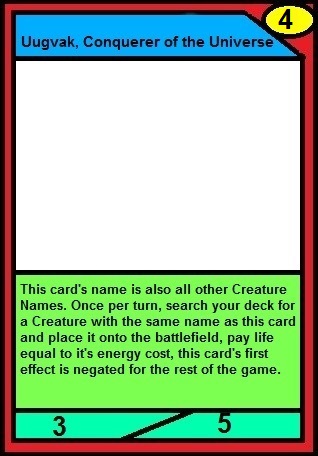 4
Uugvak, Conquerer of the Universe
This card's name is also all other Creature
Names. Once per turn, search your deck for
a Creature with the same name as this card
and place it onto the battlefield, pay life
equal to it's energy cost, this card's first
effect is negated for the rest of the game.
3 5